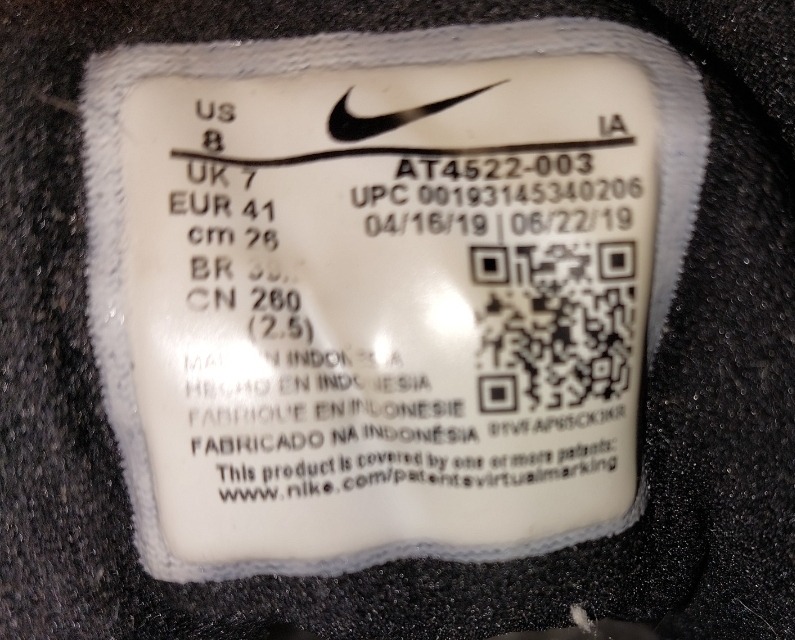 US
8
IA
UK 7
EUR 41
cm 26
BR
CN 260
(2.5)
AT4522-003
UPC 00193145340206
04/16/19 | 06/22/19
IN INDONESIA
HECHO EN INDONESIA
FABRIQUE EN INDONESIE
FABRICADO NA INDONÉSIA
This product is covered by one or more patents:
www.nike.com/patentsvirtualmarking